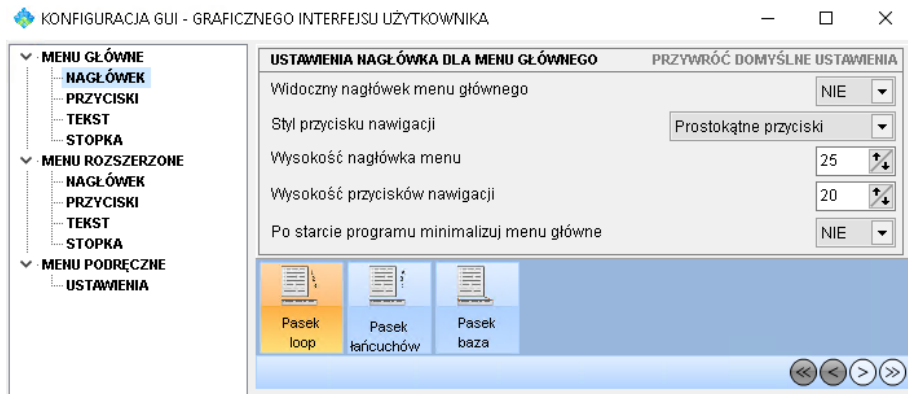 KONFIGURACJA GUI - GRAFICZNEGO INTERFEJSU UŻYTKOWNIKA
MENU GŁÓWNE
NAGŁÓWEK
PRZYCISKI
TEKST
STOPKA
MENU ROZSZERZONE
NAGŁÓWEK
PRZYCISKI
TEKST
STOPKA
MENU PODRĘCZNE
USTAWIENIA
USTAWIENIA NAGŁÓWKA DLA MENU GŁÓWNEGO PRZYWRÓĆ DOMYŚLNE USTAWIENIA
Widoczny nagłówek menu głównego NIE
Styl przycisku nawigacji Prostokątne przyciski
Wysokość nagłówka menu 25
Wysokość przycisków nawigacji 20
Po starcie programu minimalizuj menu główne NIE
Pasek loop
Pasek łańcuchów
Pasek baza